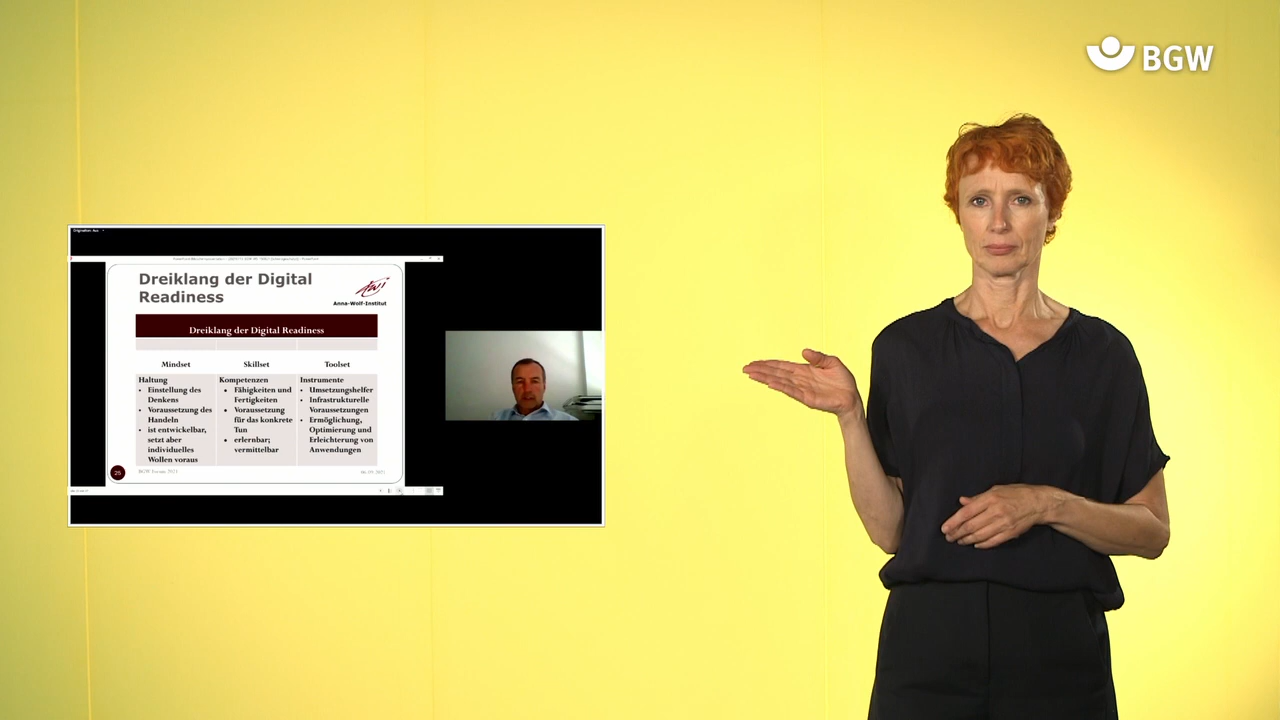 BGW
Dreiklang der Digital
Readiness
Anna-Wolf-Institut
Dreiklang der Digital Readiness
Mindset
Skillset
Toolset
Haltung
• Einstellung des
Denkens
• Voraussetzung des
Handeln
• ist entwickelbar,
setzt aber
individuelles
Wollen voraus
Kompetenzen
• Fähigkeiten und
Fertigkeiten
• Voraussetzung
für das konkrete
Tun
• erlernbar;
vermittelbar
Instrumente
• Umsetzungshelfer
• Infrastrukturelle
Voraussetzungen
• Ermöglichung,
Optimierung und
Erleichterung von
Anwendungen
25